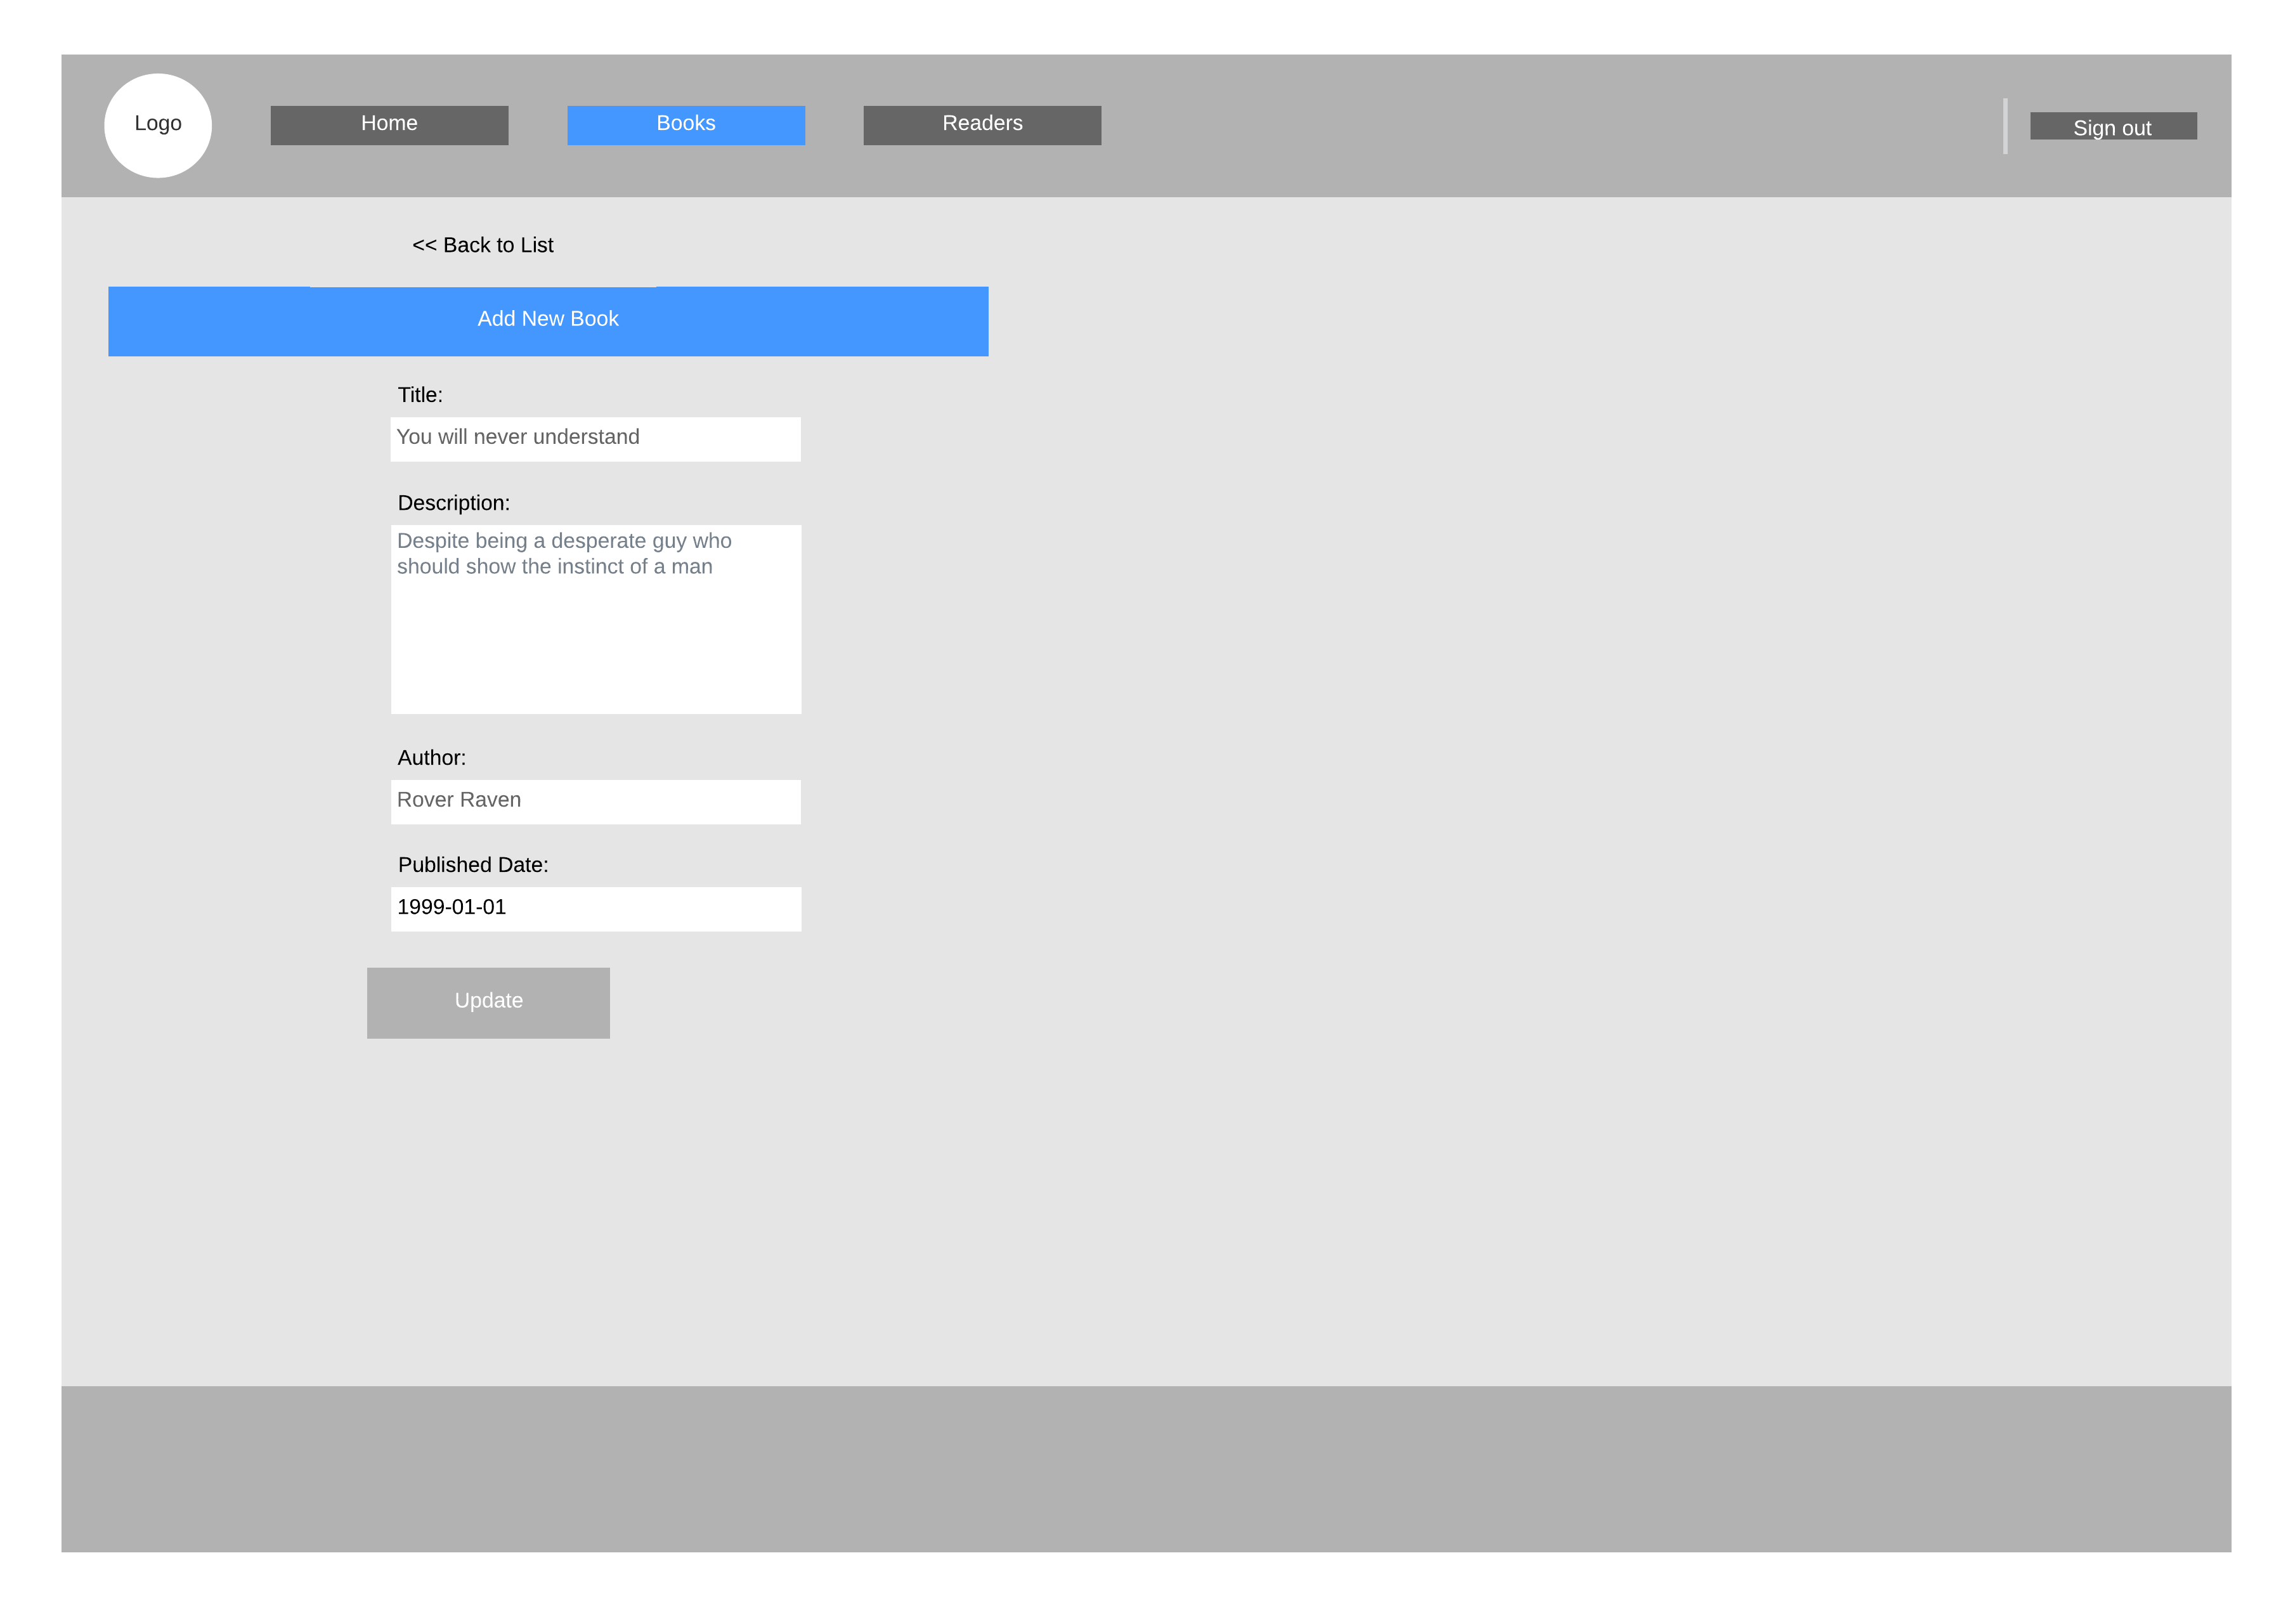 Logo
Home
Books
Readers
Sign out
<< Back to List
Add New Book
Title:
You will never understand
Description:
Despite being a desperate guy who
should show the instinct of a man
Author:
Rover Raven
Published Date:
1999-01-01
Update